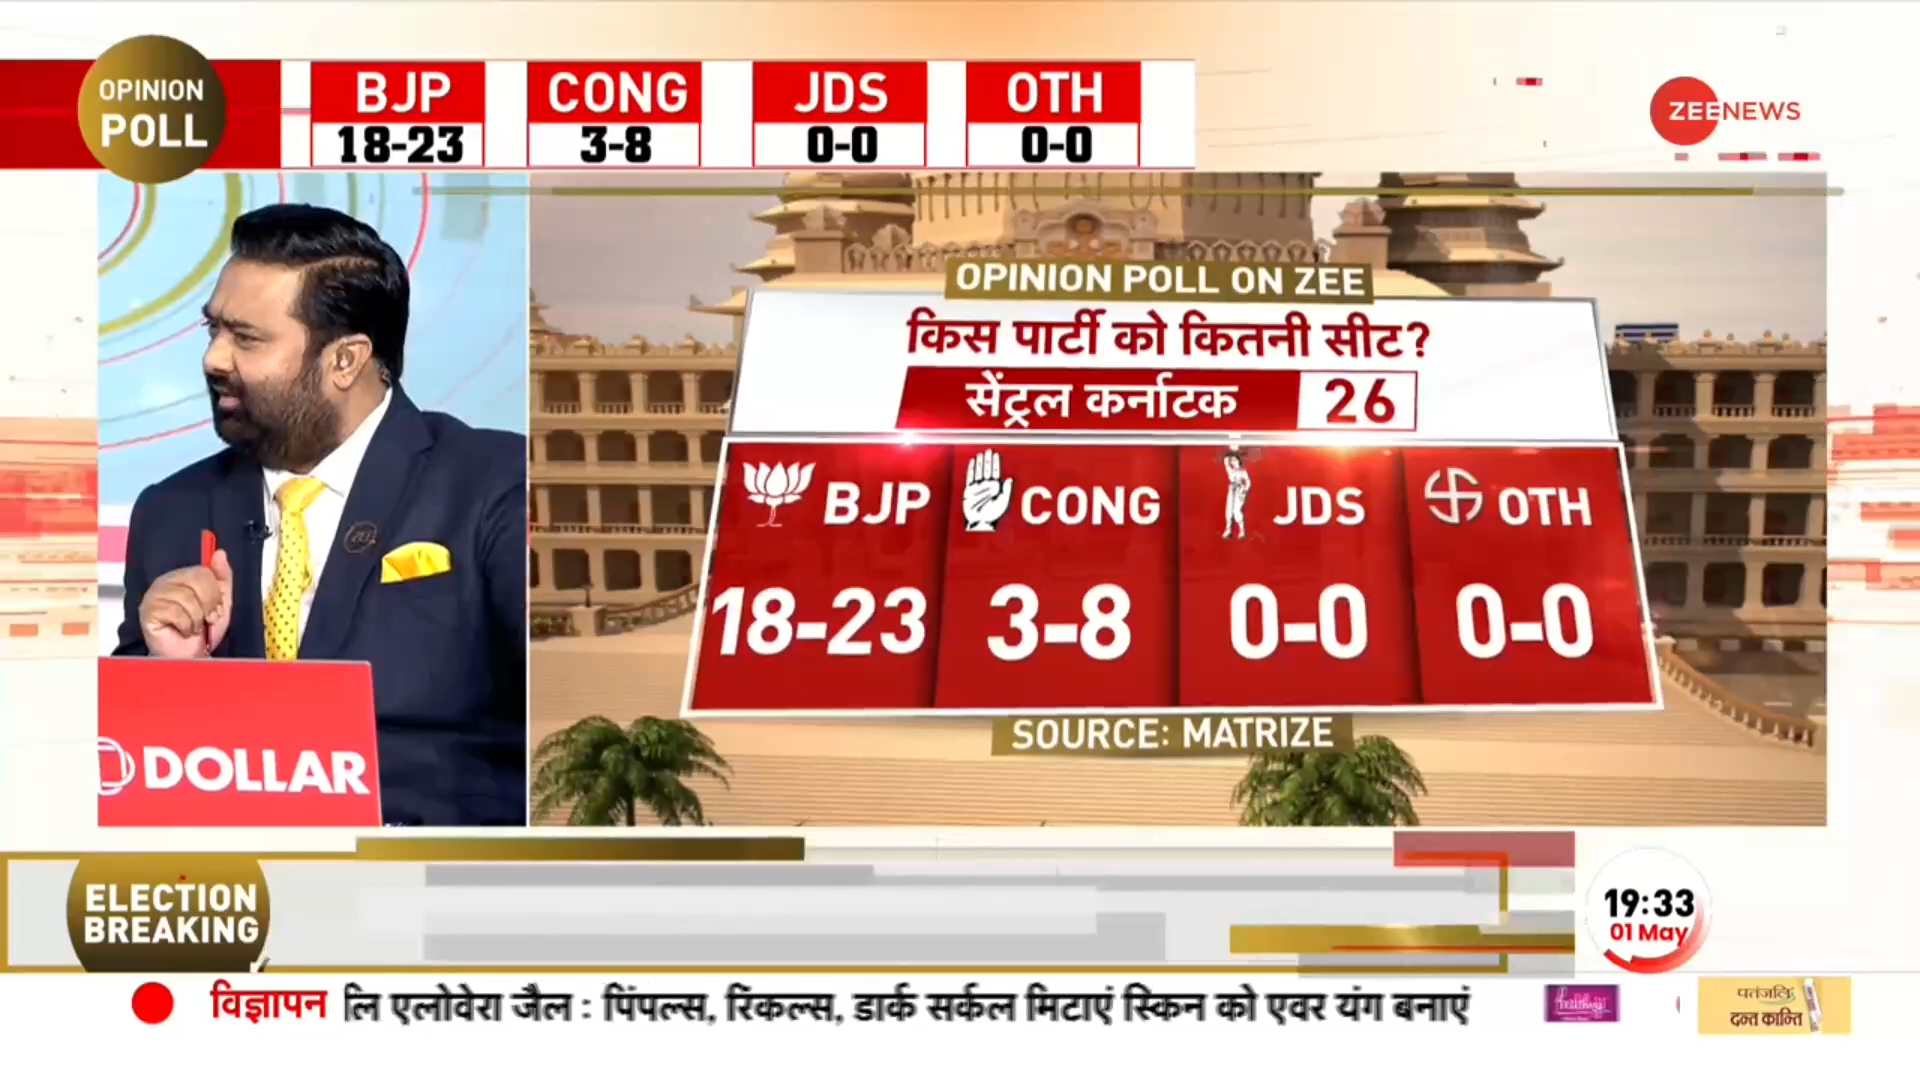 OPINION
POLL
BJP CONG JDS OTH
18-23 3-8 0-0 0-0
ZEENEWS
OPINION POLL ON ZEE
किस पार्टी को कितनी सीट?
सेंट्रल कर्नाटक 26
BJP CONG JDS OTH
18-23 3-8 0-0 0-0
SOURCE: MATRIZE
DOLLAR
ELECTION
BREAKING
19:33
01 May
विज्ञापन लि एलोवेरा जैल : पिंपल्स, रिंकल्स, डार्क सर्कल मिटाएं स्किन को एवर यंग बनाएं
पतंजलि
दन्त कान्ति